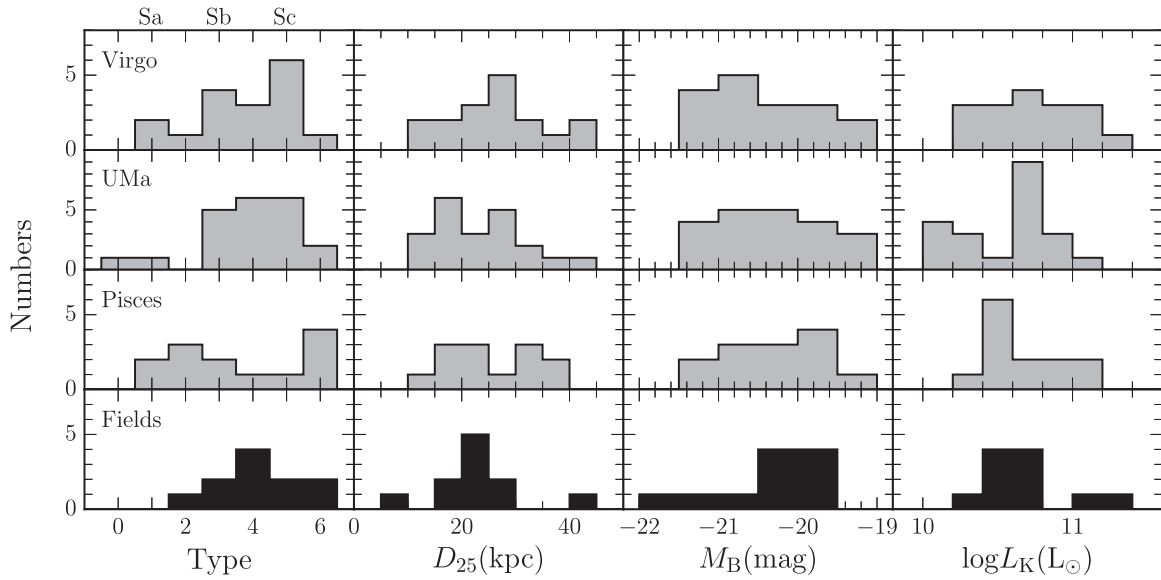 Sa Sb Sc
Virgo
5
0
UMa
5
0
Pisces
5
0
Fields
5
0
Numbers
0 2 4 6 0 20 40 −22 −21 −20 −19 10 11
Type D25(kpc) MB(mag) logLK(L⊙)